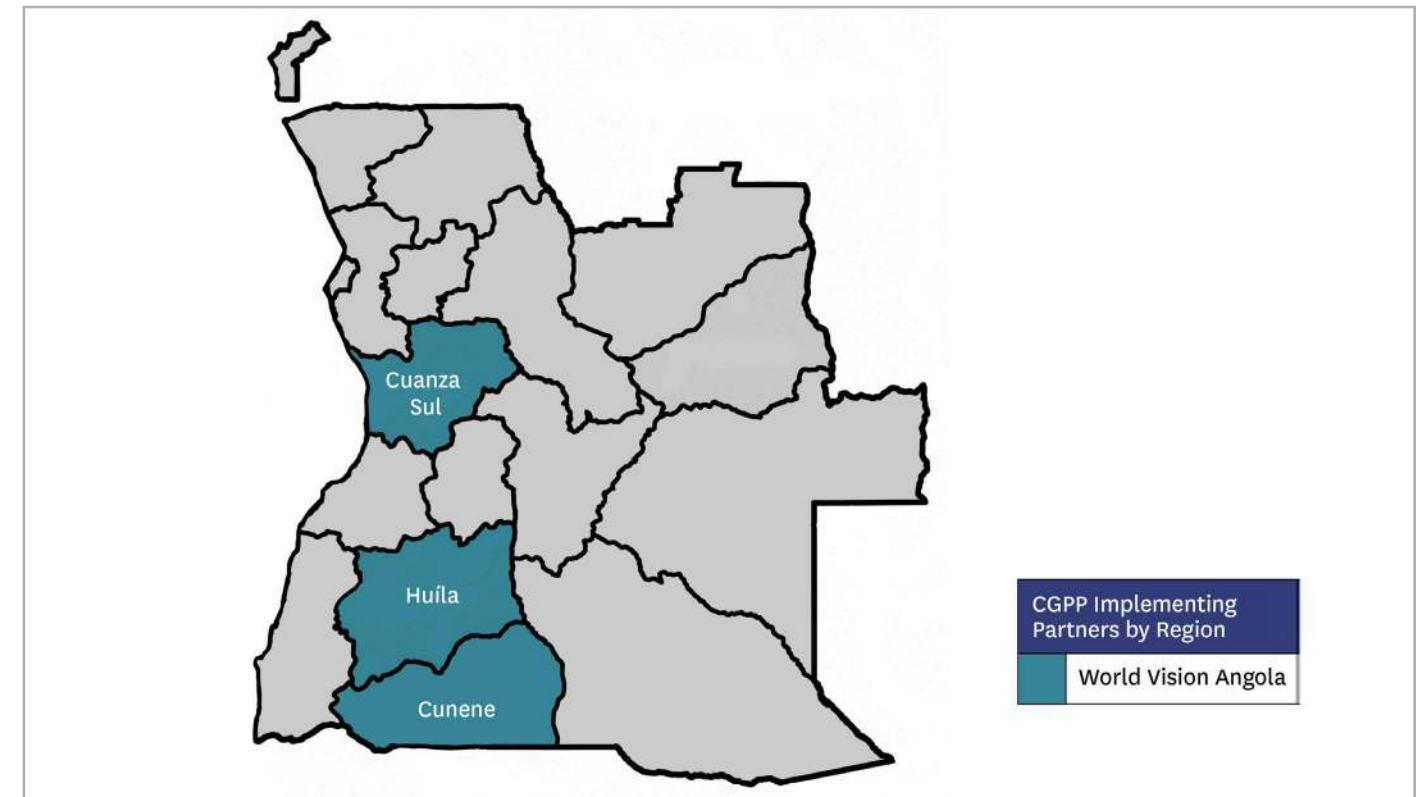 Cuanza
Sul
Huíla
Cunene
CGPP Implementing
Partners by Region
World Vision Angola